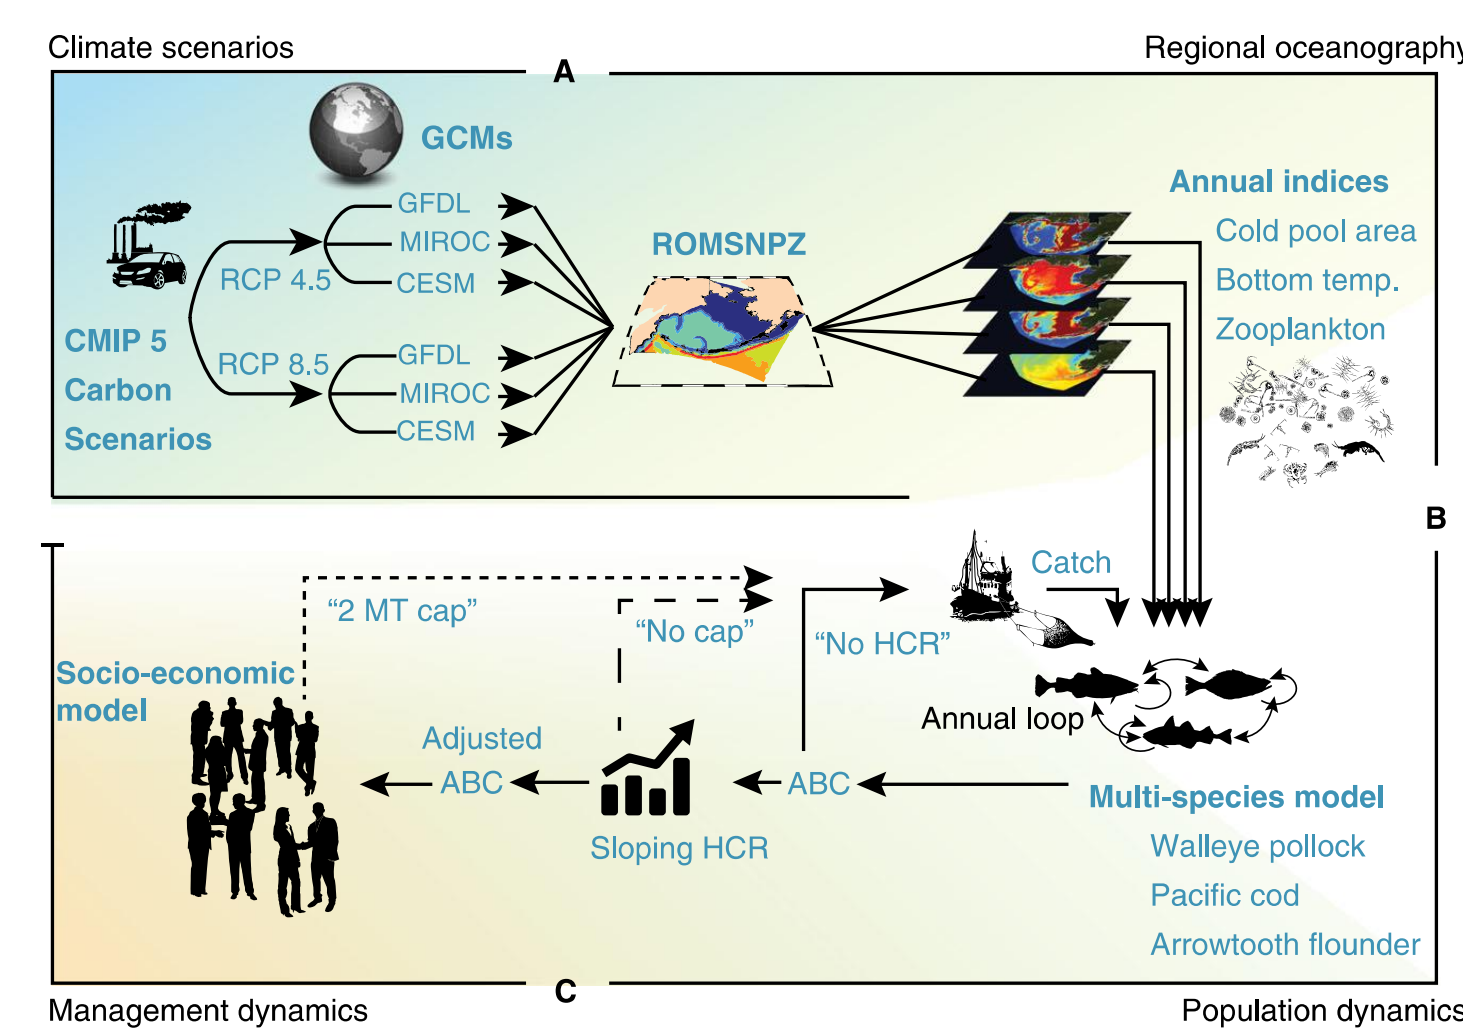 Climate scenarios
Regional oceanography
A
GCMs
GFDL
MIROC
CESM
RCP 4.5
CMIP 5
Carbon
Scenarios
RCP 8.5
GFDL
MIROC
CESM
ROMSNPZ
Annual indices
Cold pool area
Bottom temp.
Zooplankton
B
"2 MT cap"
"No cap"
"No HCR"
Catch
Socio-economic
model
Annual loop
Adjusted
ABC
ABC
Sloping HCR
Multi-species model
Walleye pollock
Pacific cod
Arrowtooth flounder
C
Management dynamics
Population dynamics